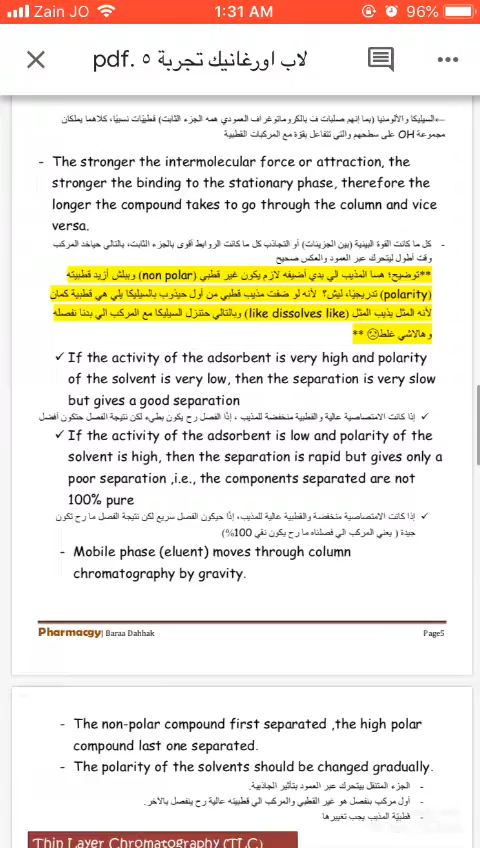 Zain JO
1:31 AM
96%
لاب اورغانيك تجربة ٥ .pdf
←السيليكا والألومنيا (بما إنهم صلبات فـ بالكروماتوغراف العمودي همه الجزء الثابت) قطبيّات نسبيًا، كلاهما يملكان
مجموعة OH على سطحهم والتي تتفاعل بقوّة مع المركبات القطبية
- The stronger the intermolecular force or attraction, the
stronger the binding to the stationary phase, therefore the
longer the compound takes to go through the column and vice
versa.
- كل ما كانت القوة البينية (بين الجزيئات) أو التجاذب كل ما كانت الروابط أقوى بالجزء الثابت، بالتالي حياخد المركب
وقت أطول ليتحرك عبر العمود والعكس صحيح
**توضيح؛ هسا المذيب الي بدي أضيفه لازم يكون غير قطبي (non polar) وببلش أزيد قطبيته
(polarity) تدريجيًا، ليش؟ لأنه لو ضفت مذيب قطبي من أول حيذوب بالسيليكا يلي هي قطبية كمان
لأنه المثل يذيب المثل (like dissolves like) وبالتالي حتنزل السيليكا مع المركب الي بدنا نفصله
وهالاشي غلط☹ **
✓ If the activity of the adsorbent is very high and polarity
of the solvent is very low, then the separation is very slow
but gives a good separation
✓ إذا كانت الامتصاصية عالية والقطبية منخفضة للمذيب ، إذًا الفصل رح يكون بطيء لكن نتيجة الفصل حتكون أفضل
✓ If the activity of the adsorbent is low and polarity of the
solvent is high, then the separation is rapid but gives only a
poor separation ,i.e., the components separated are not
100% pure
✓ إذا كانت الامتصاصية منخفضة والقطبية عالية للمذيب، إذًا حيكون الفصل سريع لكن نتيجة الفصل ما رح تكون
جيدة ( يعني المركب الي فصلناه ما رح يكون نقي 100%)
- Mobile phase (eluent) moves through column
chromatography by gravity.
Pharmacgy| Baraa Dahhak
Page5
- The non-polar compound first separated ,the high polar
compound last one separated.
- The polarity of the solvents should be changed gradually.
- الجزء المتنقل بيتحرك عبر العمود بتأثير الجاذبية.
- أول مركب بنفصل هو غير القطبي والمركب الي قطبيته عالية رح ينفصل بالآخر.
- قطبيّة المذيب يجب تغييرها
Thin Layer Chromatography (TLC)